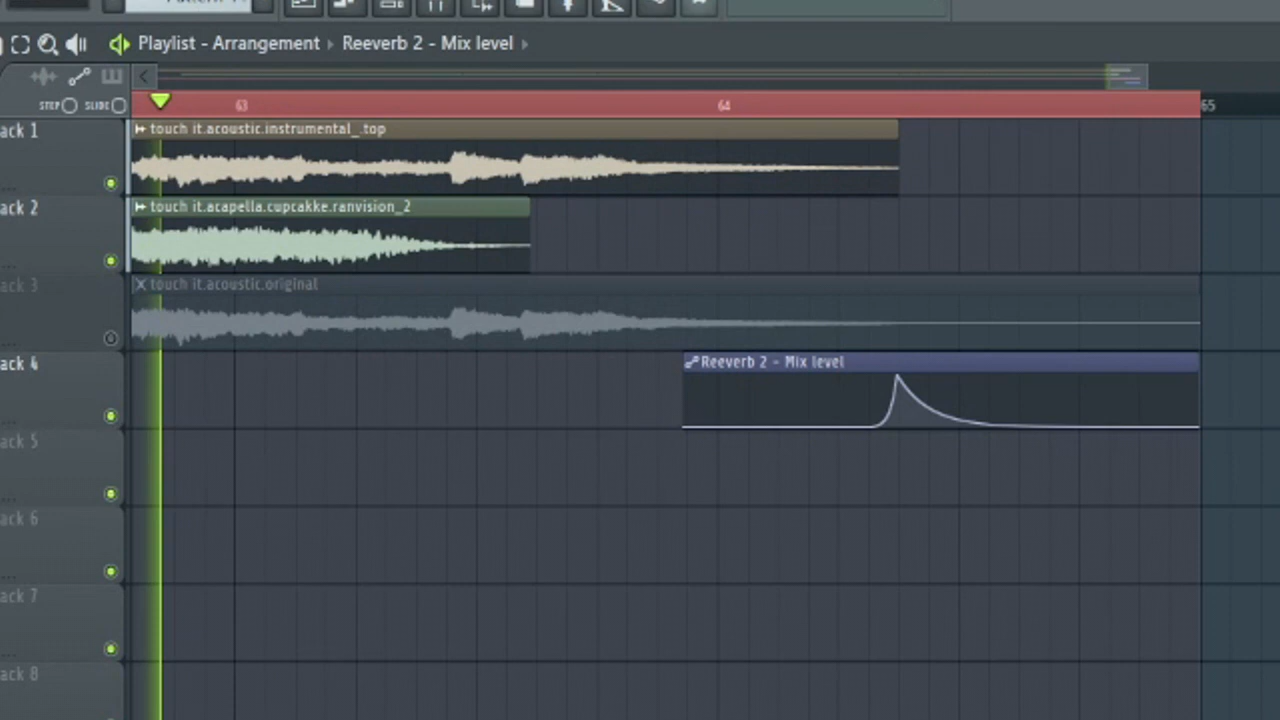 Playlist - Arrangement › Reeverb 2 - Mix level ›
STEP SLIDE 63 64 65
ack 1 touch it.acoustic.instrumental_.top
ack 2 touch it.acapella.cupcakke.ranvision_2
ack 3 touch it.acoustic.original
ack 4 Reeverb 2 - Mix level
ack 5
ack 6
ack 7
ack 8